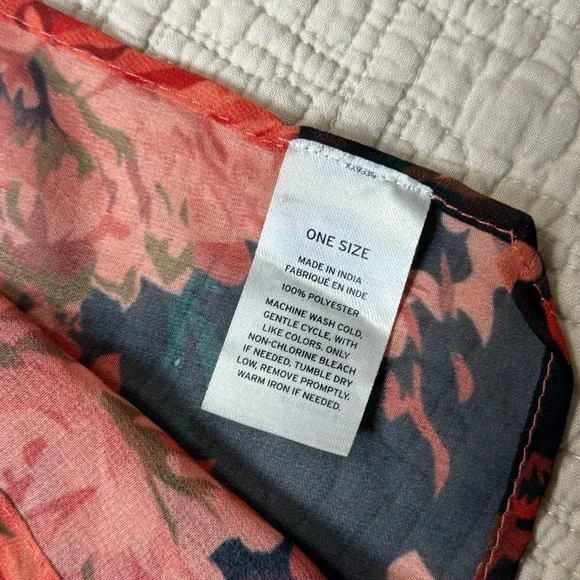 ONE SIZE
MADE IN INDIA
FABRIQUÉ EN INDE
100% POLYESTER
MACHINE WASH COLD,
GENTLE CYCLE, WITH
LIKE COLORS, ONLY
NON-CHLORINE BLEACH
IF NEEDED, TUMBLE DRY
LOW, REMOVE PROMPTLY.
WARM IRON IF NEEDED.